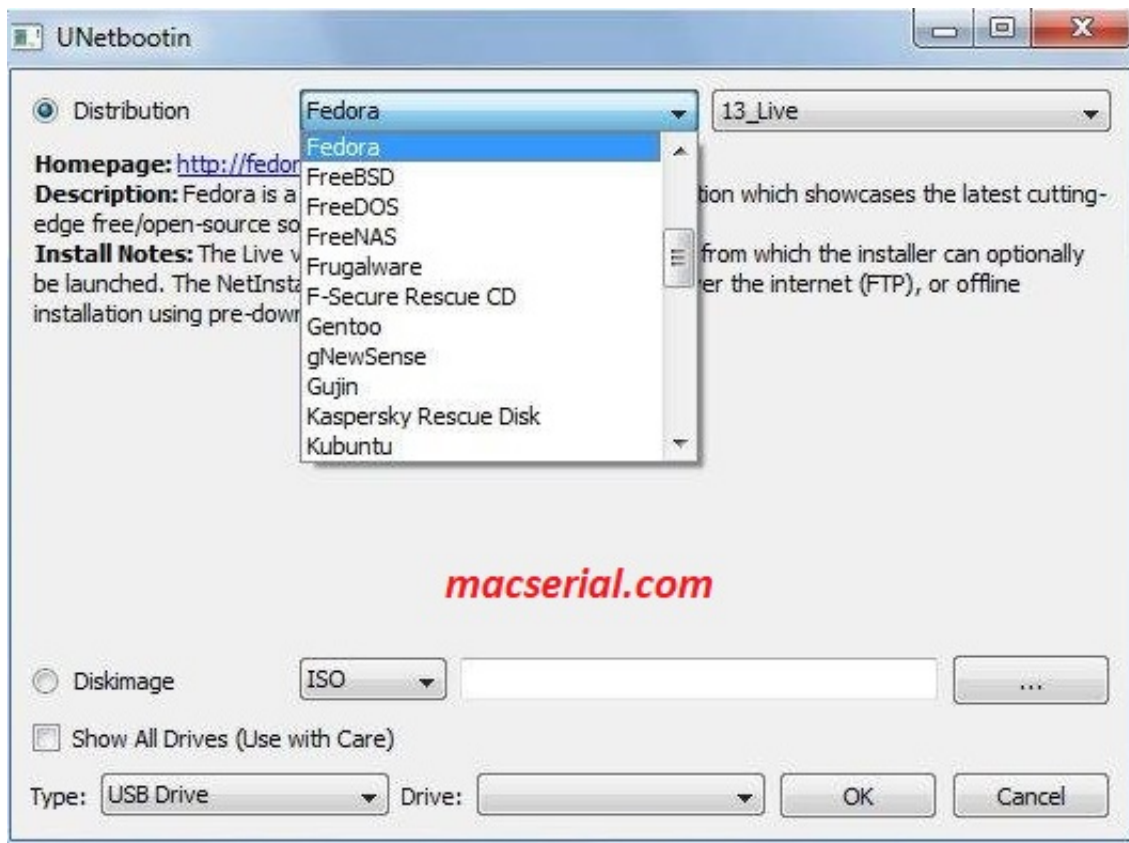 UNetbootin
Distribution Fedora 13_Live
Fedora
FreeBSD
FreeDOS
FreeNAS
Frugalware
F-Secure Rescue CD
Gentoo
gNewSense
Gujin
Kaspersky Rescue Disk
Kubuntu
Homepage: http://fedor
Description: Fedora is a tion which showcases the latest cutting-
edge free/open-source so
Install Notes: The Live v from which the installer can optionally
be launched. The NetInsta ver the internet (FTP), or offline
installation using pre-dow
macserial.com
Diskimage ISO ...
Show All Drives (Use with Care)
Type: USB Drive Drive: OK Cancel